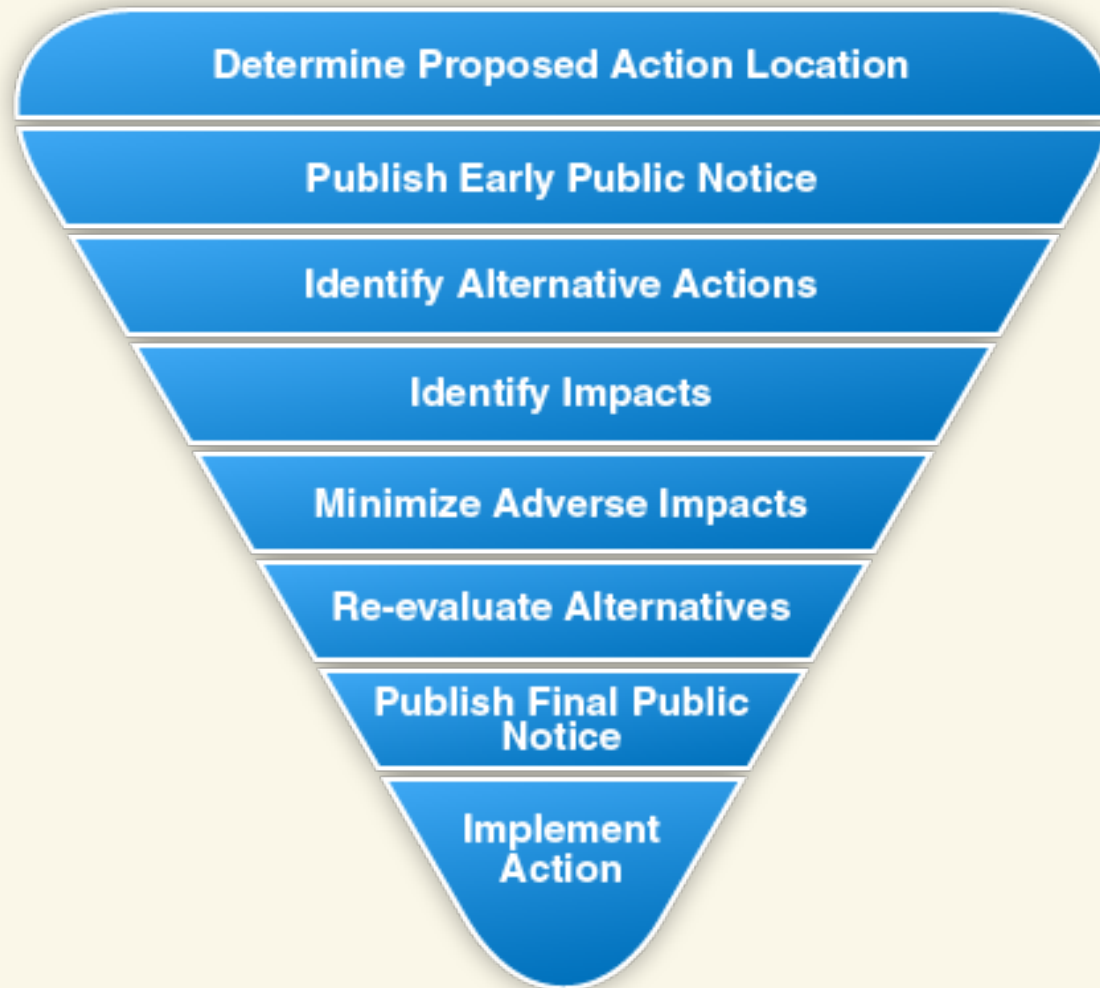 Determine Proposed Action Location
Publish Early Public Notice
Identify Alternative Actions
Identify Impacts
Minimize Adverse Impacts
Re-evaluate Alternatives
Publish Final Public
Notice
Implement
Action